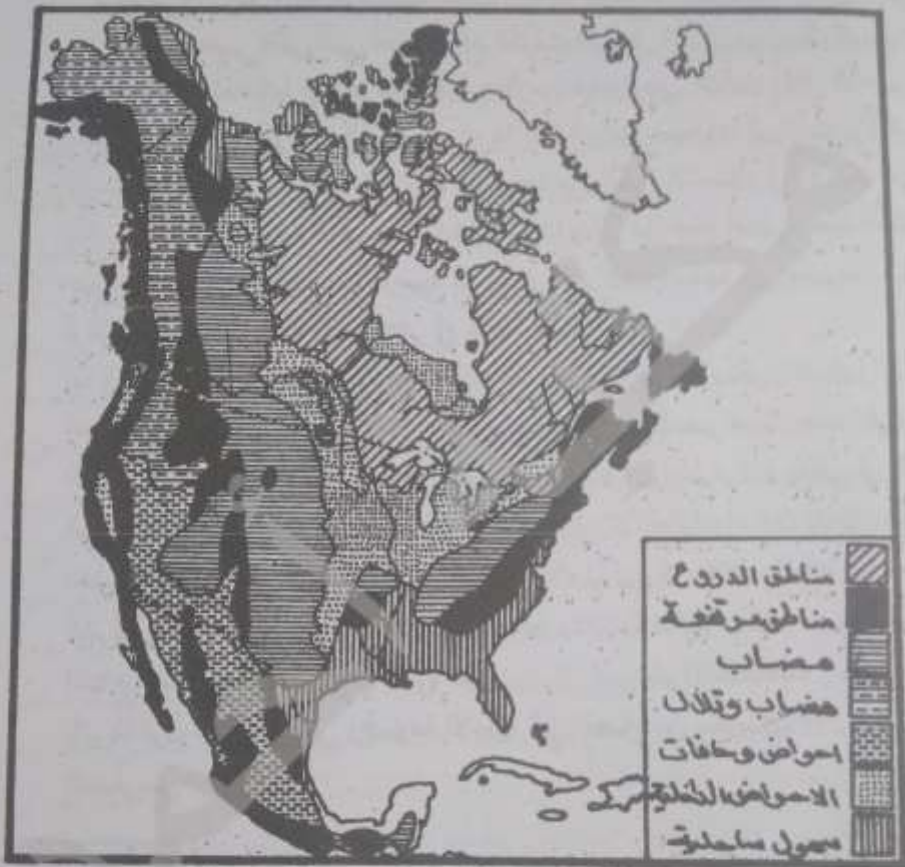 مناطق الدروع
مناطق مرتفعة
هضاب
هضاب وتلال
احواض وحافات
الاحواض الداخلية
سهول ساحلية